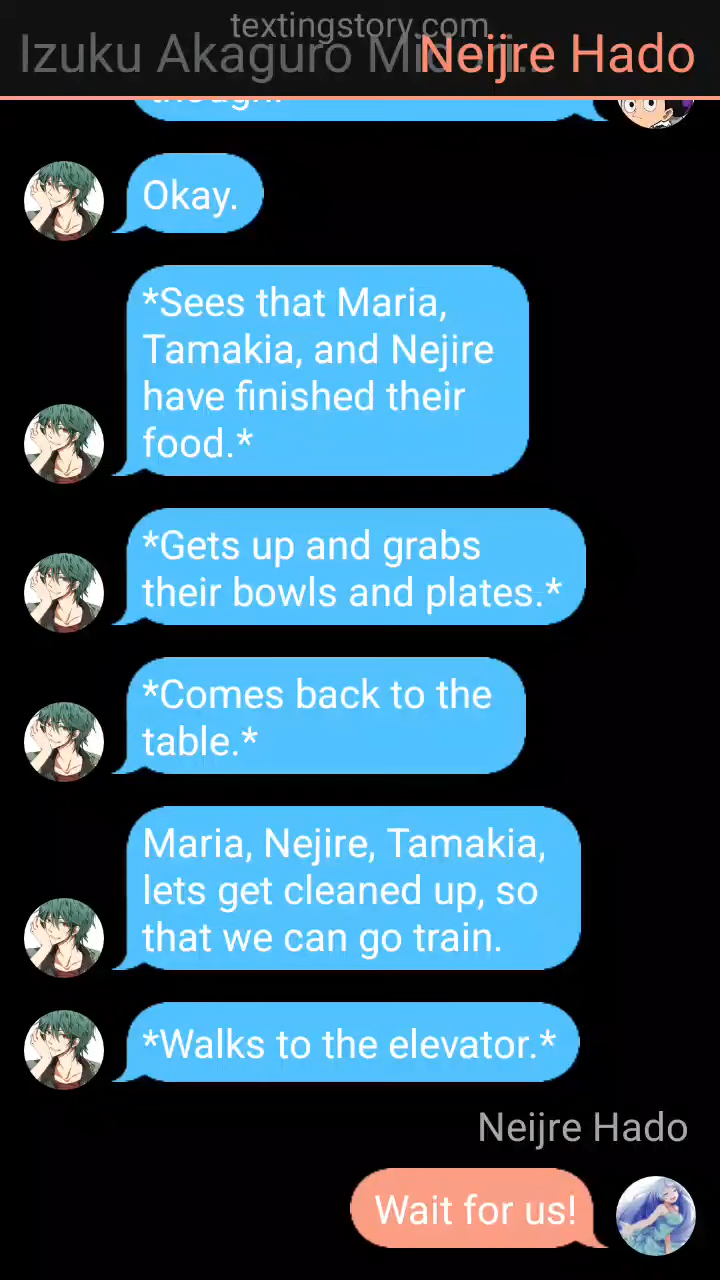 textingstory.com
Izuku Akaguro
Neijre Hado
Okay.
*Sees that Maria,
Tamakia, and Nejire
have finished their
food.*
*Gets up and grabs
their bowls and plates.*
*Comes back to the
table.*
Maria, Nejire, Tamakia,
lets get cleaned up, so
that we can go train.
*Walks to the elevator.*
Neijre Hado
Wait for us!